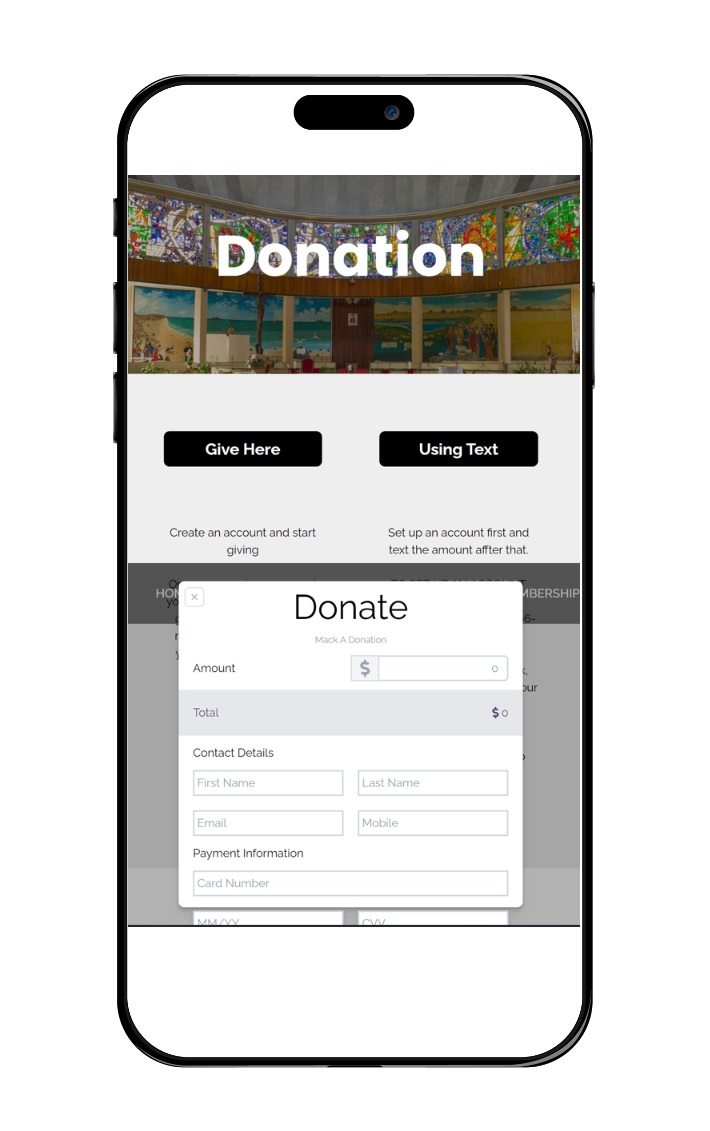 Donation
Give Here
Using Text
Create an account and start
giving
Set up an account first and
text the amount affter that.
×
Donate
MBERSHIP
Mack A Donation
Amount
$
0
Total
$ 0
Contact Details
First Name
Last Name
Email
Mobile
Payment Information
Card Number
MM/YY
CVV